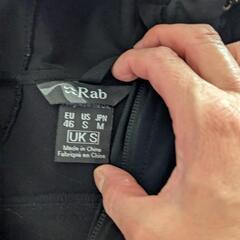 Rab
EU US JPN
46 S M
UK S
Made in China
Fabriqué en Chine